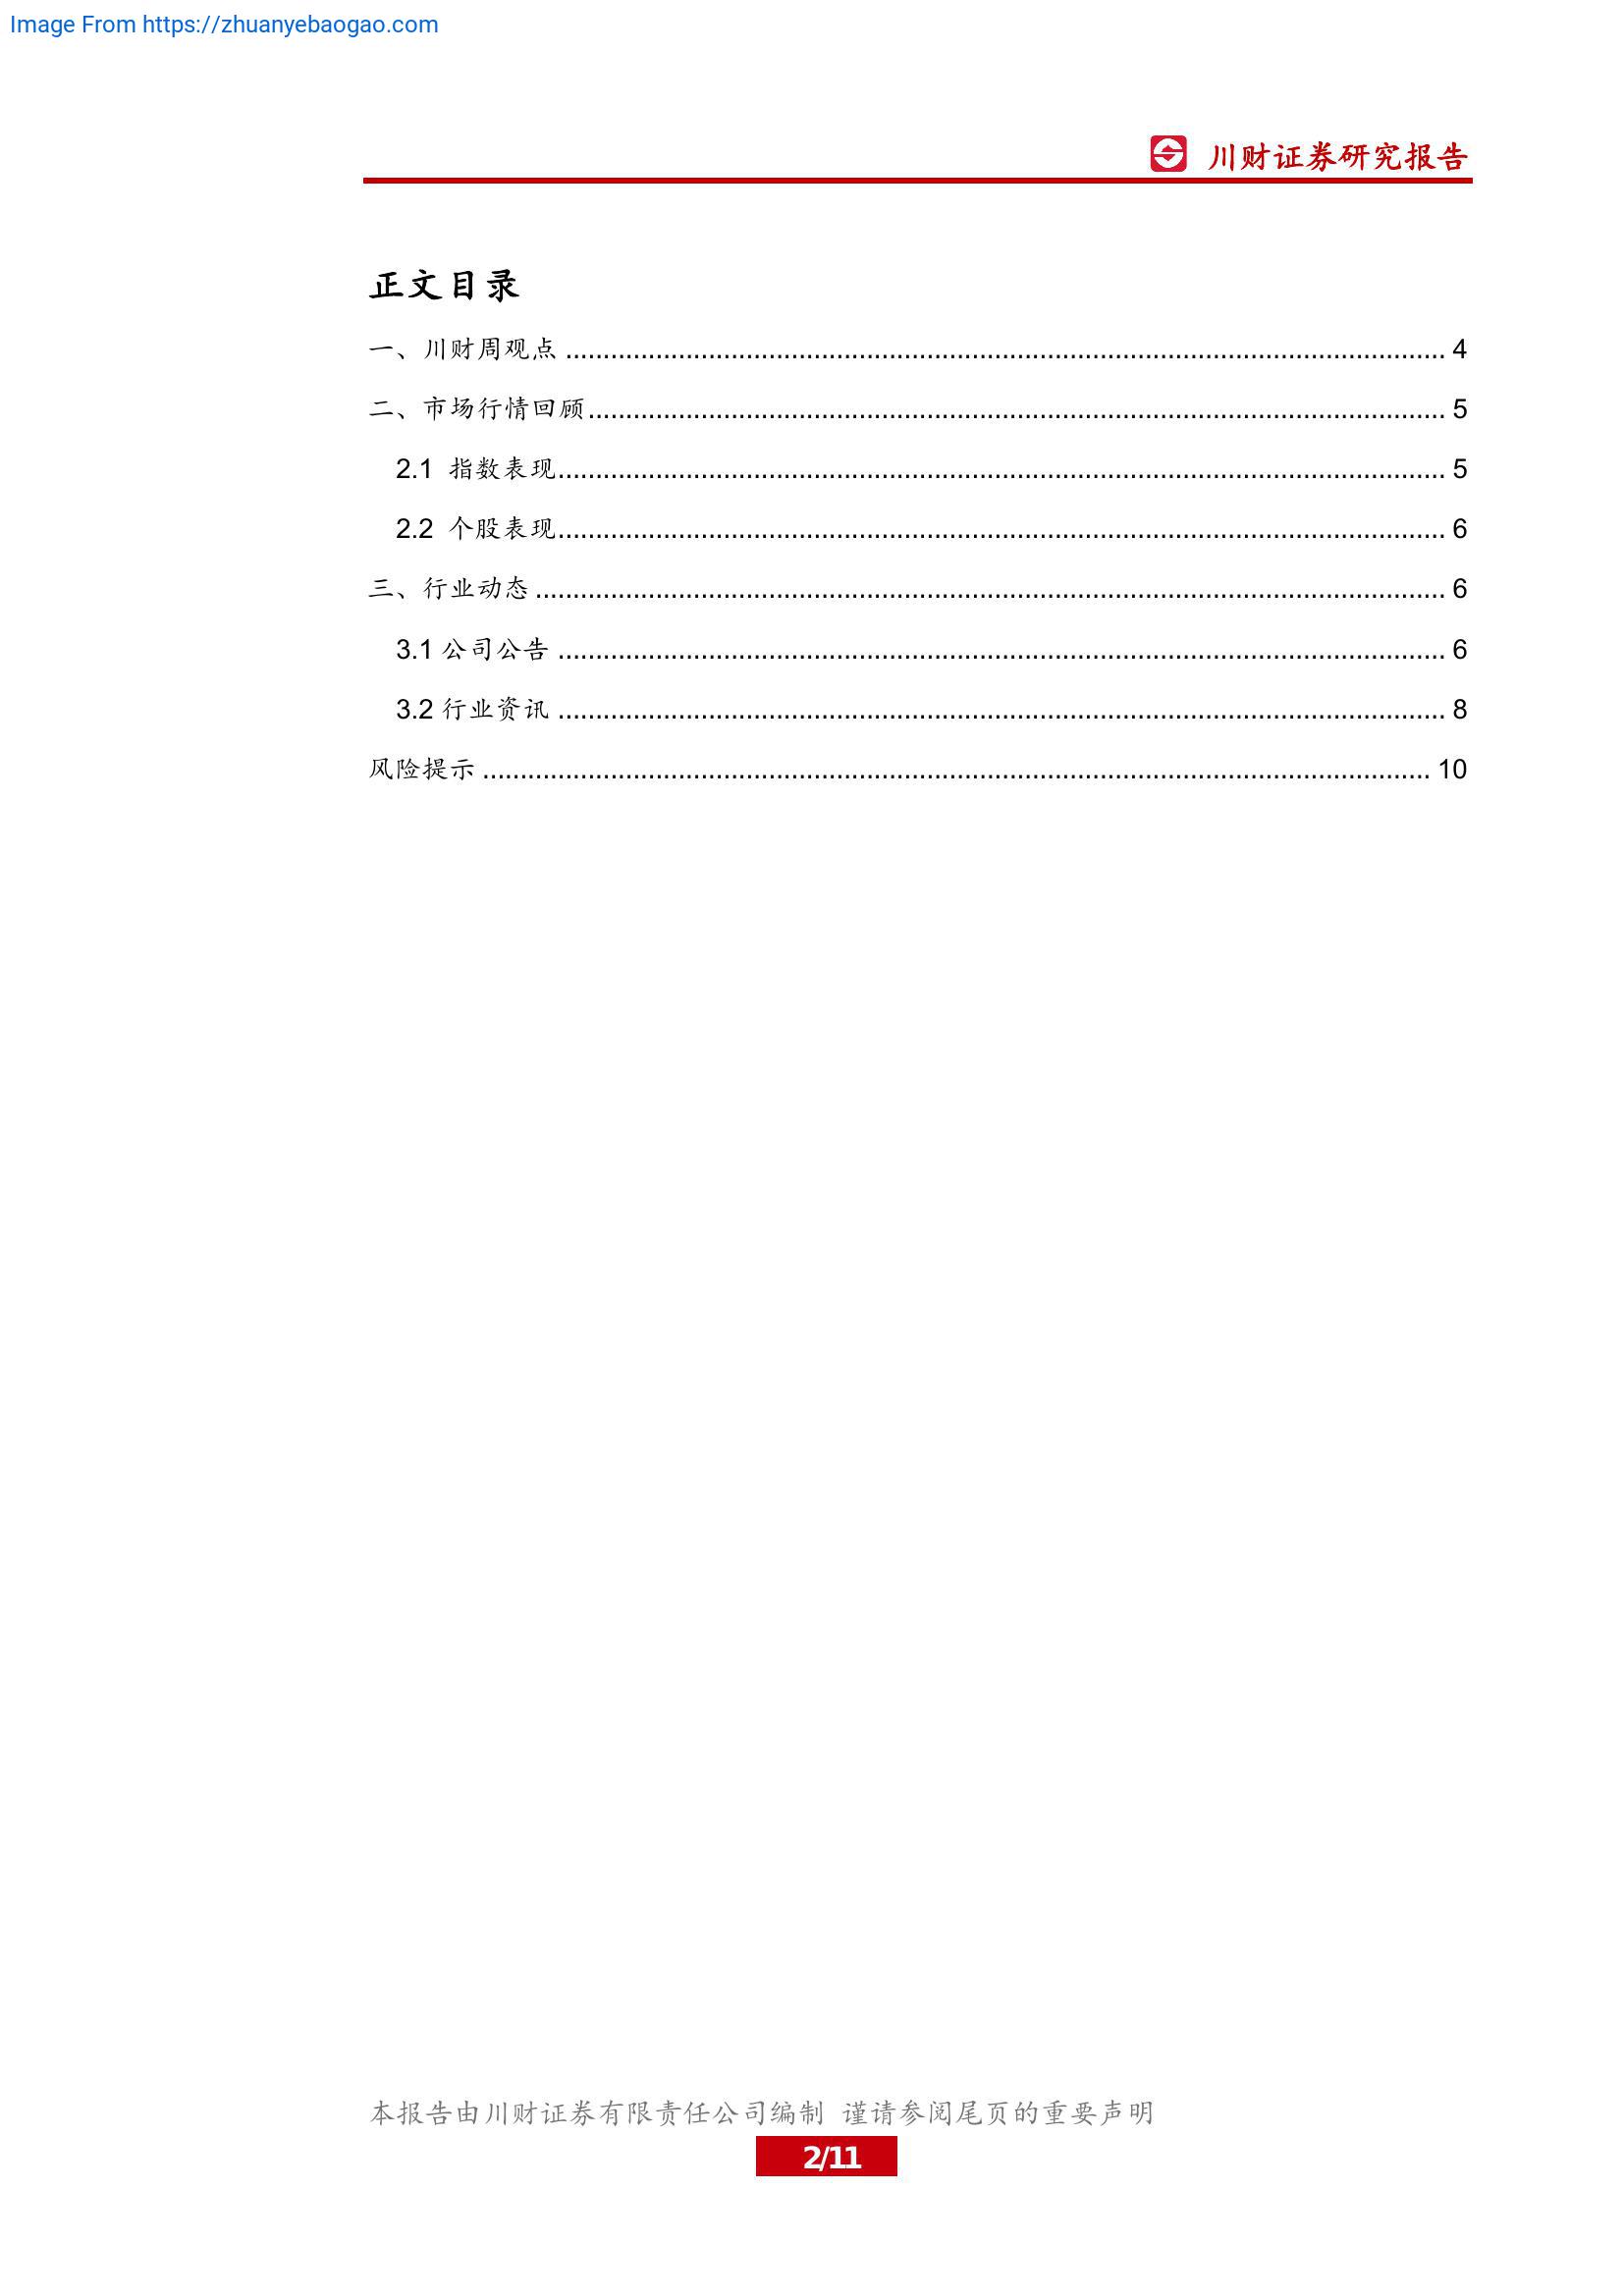 Image From https://zhuanyebaogao.com
川财证券研究报告
正文目录
一、川财周观点 ........................................ 4
二、市场行情回顾 ........................................ 5
2.1 指数表现 ........................................ 5
2.2 个股表现 ........................................ 6
三、行业动态 ........................................ 6
3.1 公司公告 ........................................ 6
3.2 行业资讯 ........................................ 8
风险提示 ........................................ 10
本报告由川财证券有限责任公司编制 谨请参阅尾页的重要声明
2/11